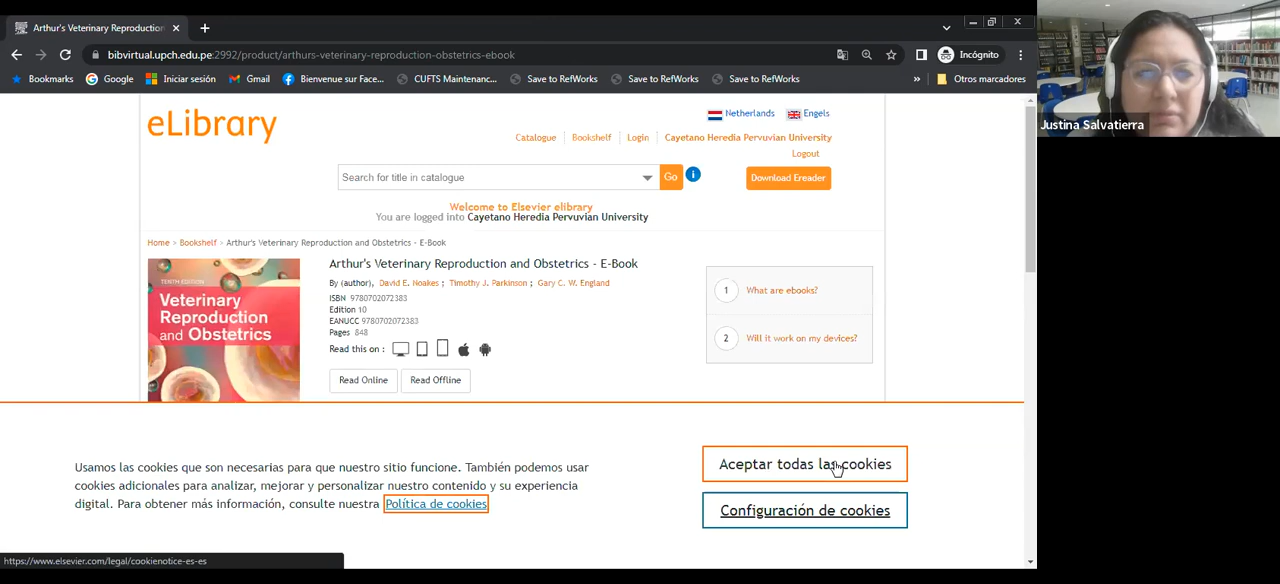 Arthur's Veterinary Reproduction
bibvirtual.upch.edu.pe:2992/product/arthurs-veterinary-reproduction-obstetrics-ebook
Incógnito
Bookmarks
Google
Iniciar sesión
Gmail
Bienvenue sur Face...
CUFTS Maintenanc...
Save to RefWorks
Save to RefWorks
Save to RefWorks
»
Otros marcadores
Justina Salvatierra
eLibrary
Netherlands
Engels
Catalogue
Bookshelf
Login
Cayetano Heredia Pervuvian University
Logout
Search for title in catalogue
Go
i
Download Ereader
Welcome to Elsevier elibrary
You are logged into Cayetano Heredia Pervuvian University
Home > Bookshelf > Arthur's Veterinary Reproduction and Obstetrics - E-Book
TENTH EDITION
Veterinary
Reproduction
and Obstetrics
Arthur's Veterinary Reproduction and Obstetrics - E-Book
By (author), David E. Noakes ; Timothy J. Parkinson ; Gary C. W. England
ISBN 9780702072383
Edition 10
EANUCC 9780702072383
Pages 848
Read this on :
Read Online
Read Offline
1 What are ebooks?
2 Will it work on my devices?
Usamos las cookies que son necesarias para que nuestro sitio funcione. También podemos usar
cookies adicionales para analizar, mejorar y personalizar nuestro contenido y su experiencia
digital. Para obtener más información, consulte nuestra Política de cookies
Aceptar todas las cookies
Configuración de cookies
https://www.elsevier.com/legal/cookienotice-es-es